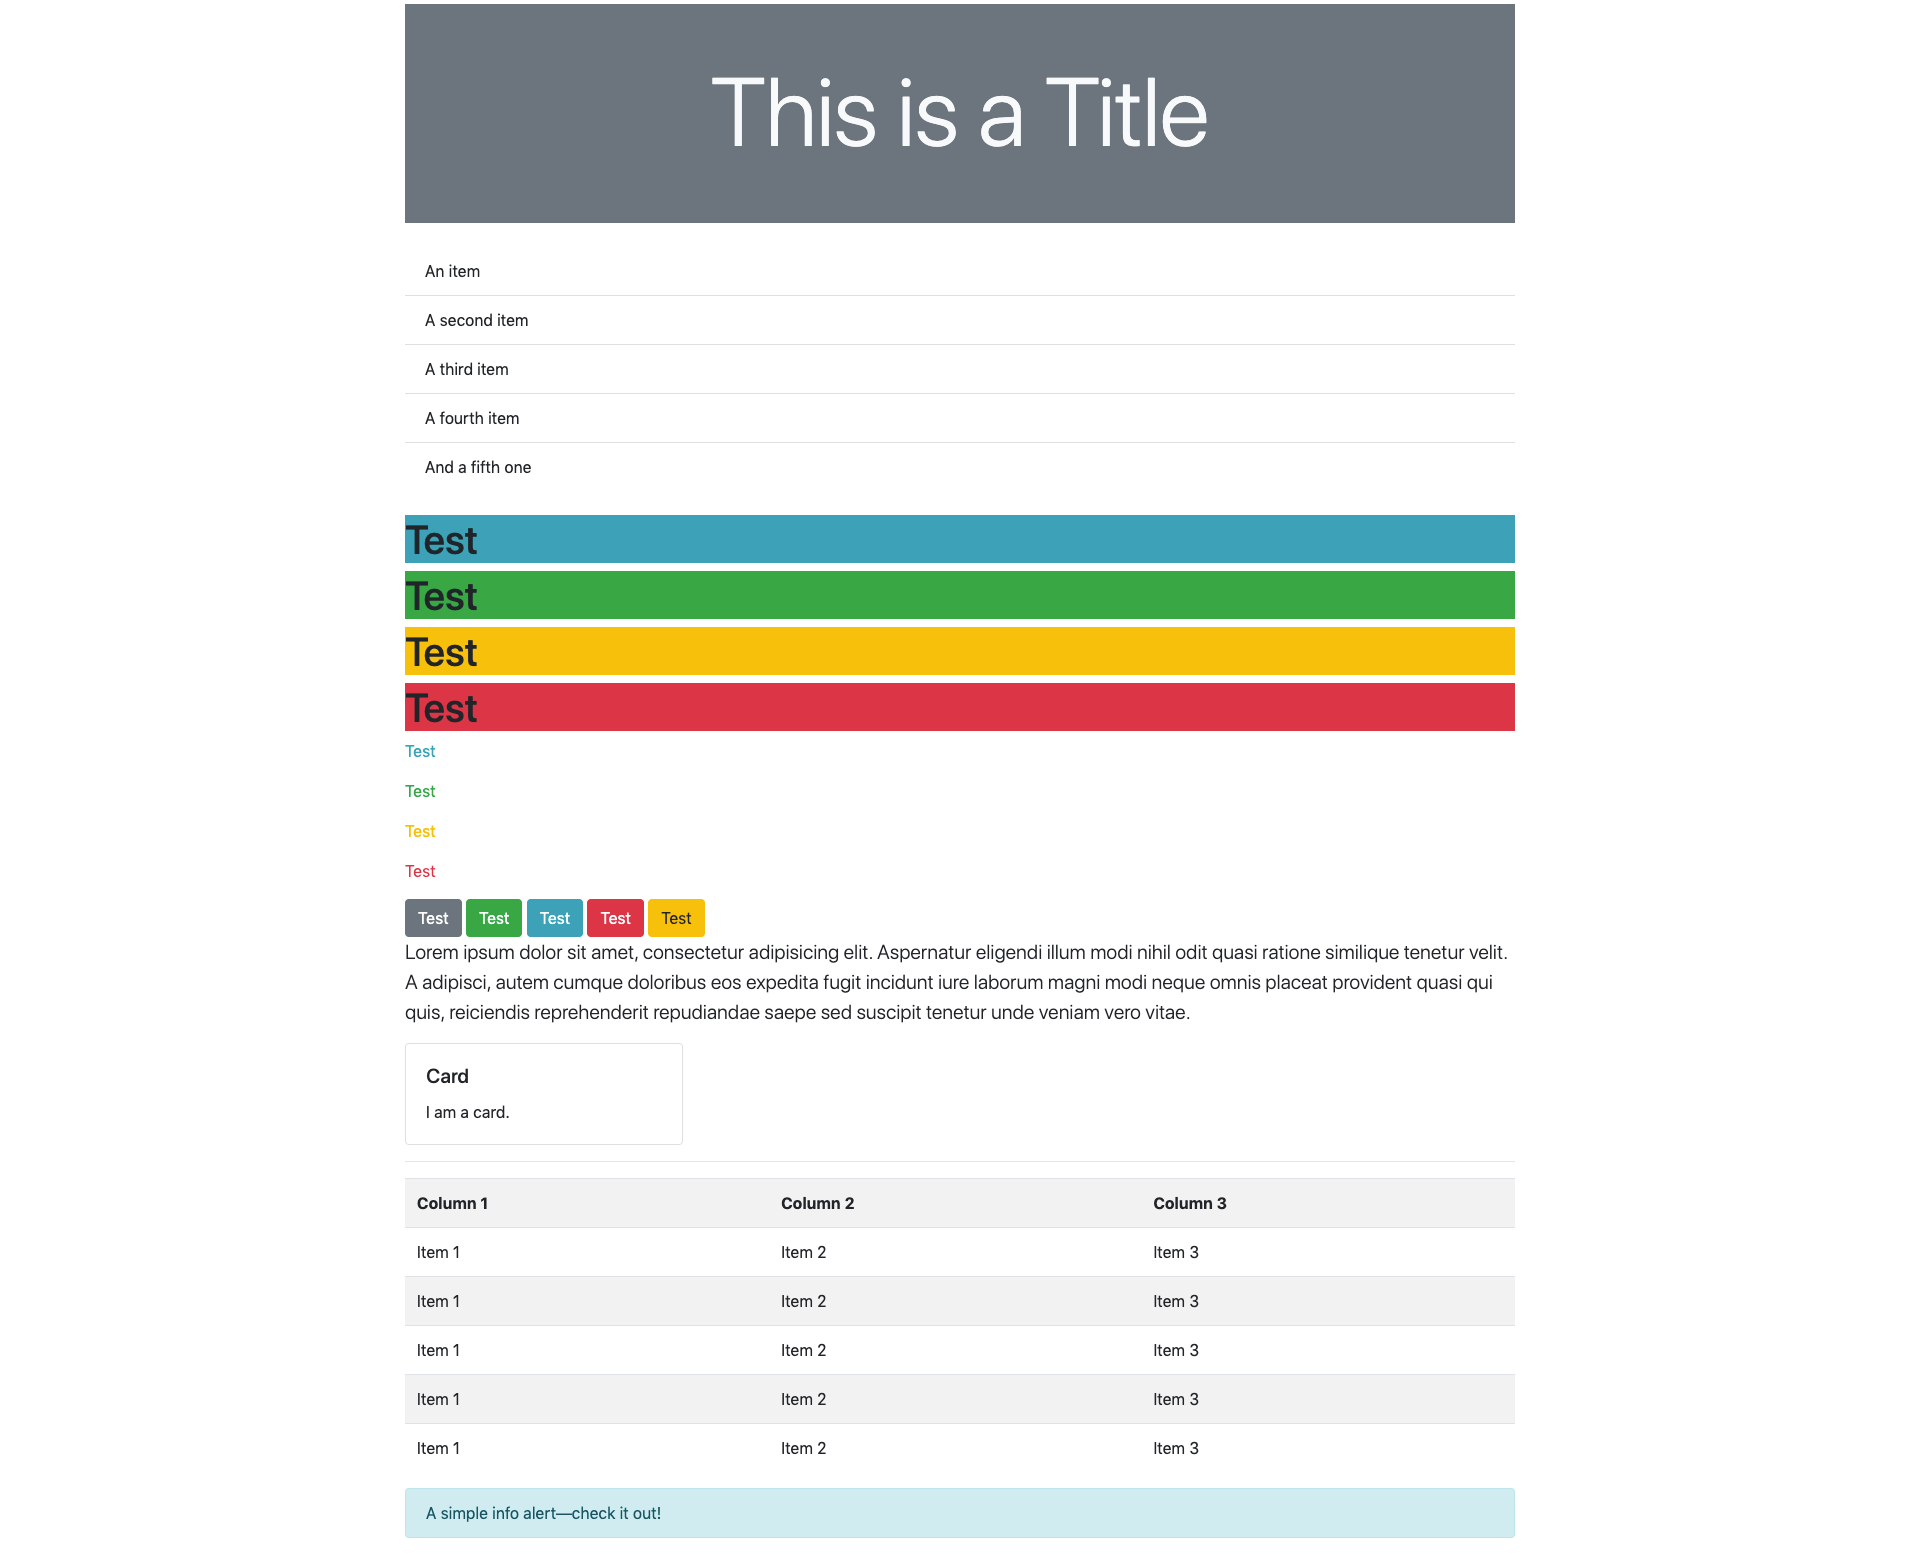 This is a Title
An item
A second item
A third item
A fourth item
And a fifth one
Test
Test
Test
Test
Test
Test
Test
Test
Test Test Test Test Test
Lorem ipsum dolor sit amet, consectetur adipisicing elit. Aspernatur eligendi illum modi nihil odit quasi ratione similique tenetur velit.
A adipisci, autem cumque doloribus eos expedita fugit incidunt iure laborum magni modi neque omnis placeat provident quasi qui
quis, reiciendis reprehenderit repudiandae saepe sed suscipit tenetur unde veniam vero vitae.
Card
I am a card.
Column 1 Column 2 Column 3
Item 1 Item 2 Item 3
Item 1 Item 2 Item 3
Item 1 Item 2 Item 3
Item 1 Item 2 Item 3
Item 1 Item 2 Item 3
A simple info alert—check it out!